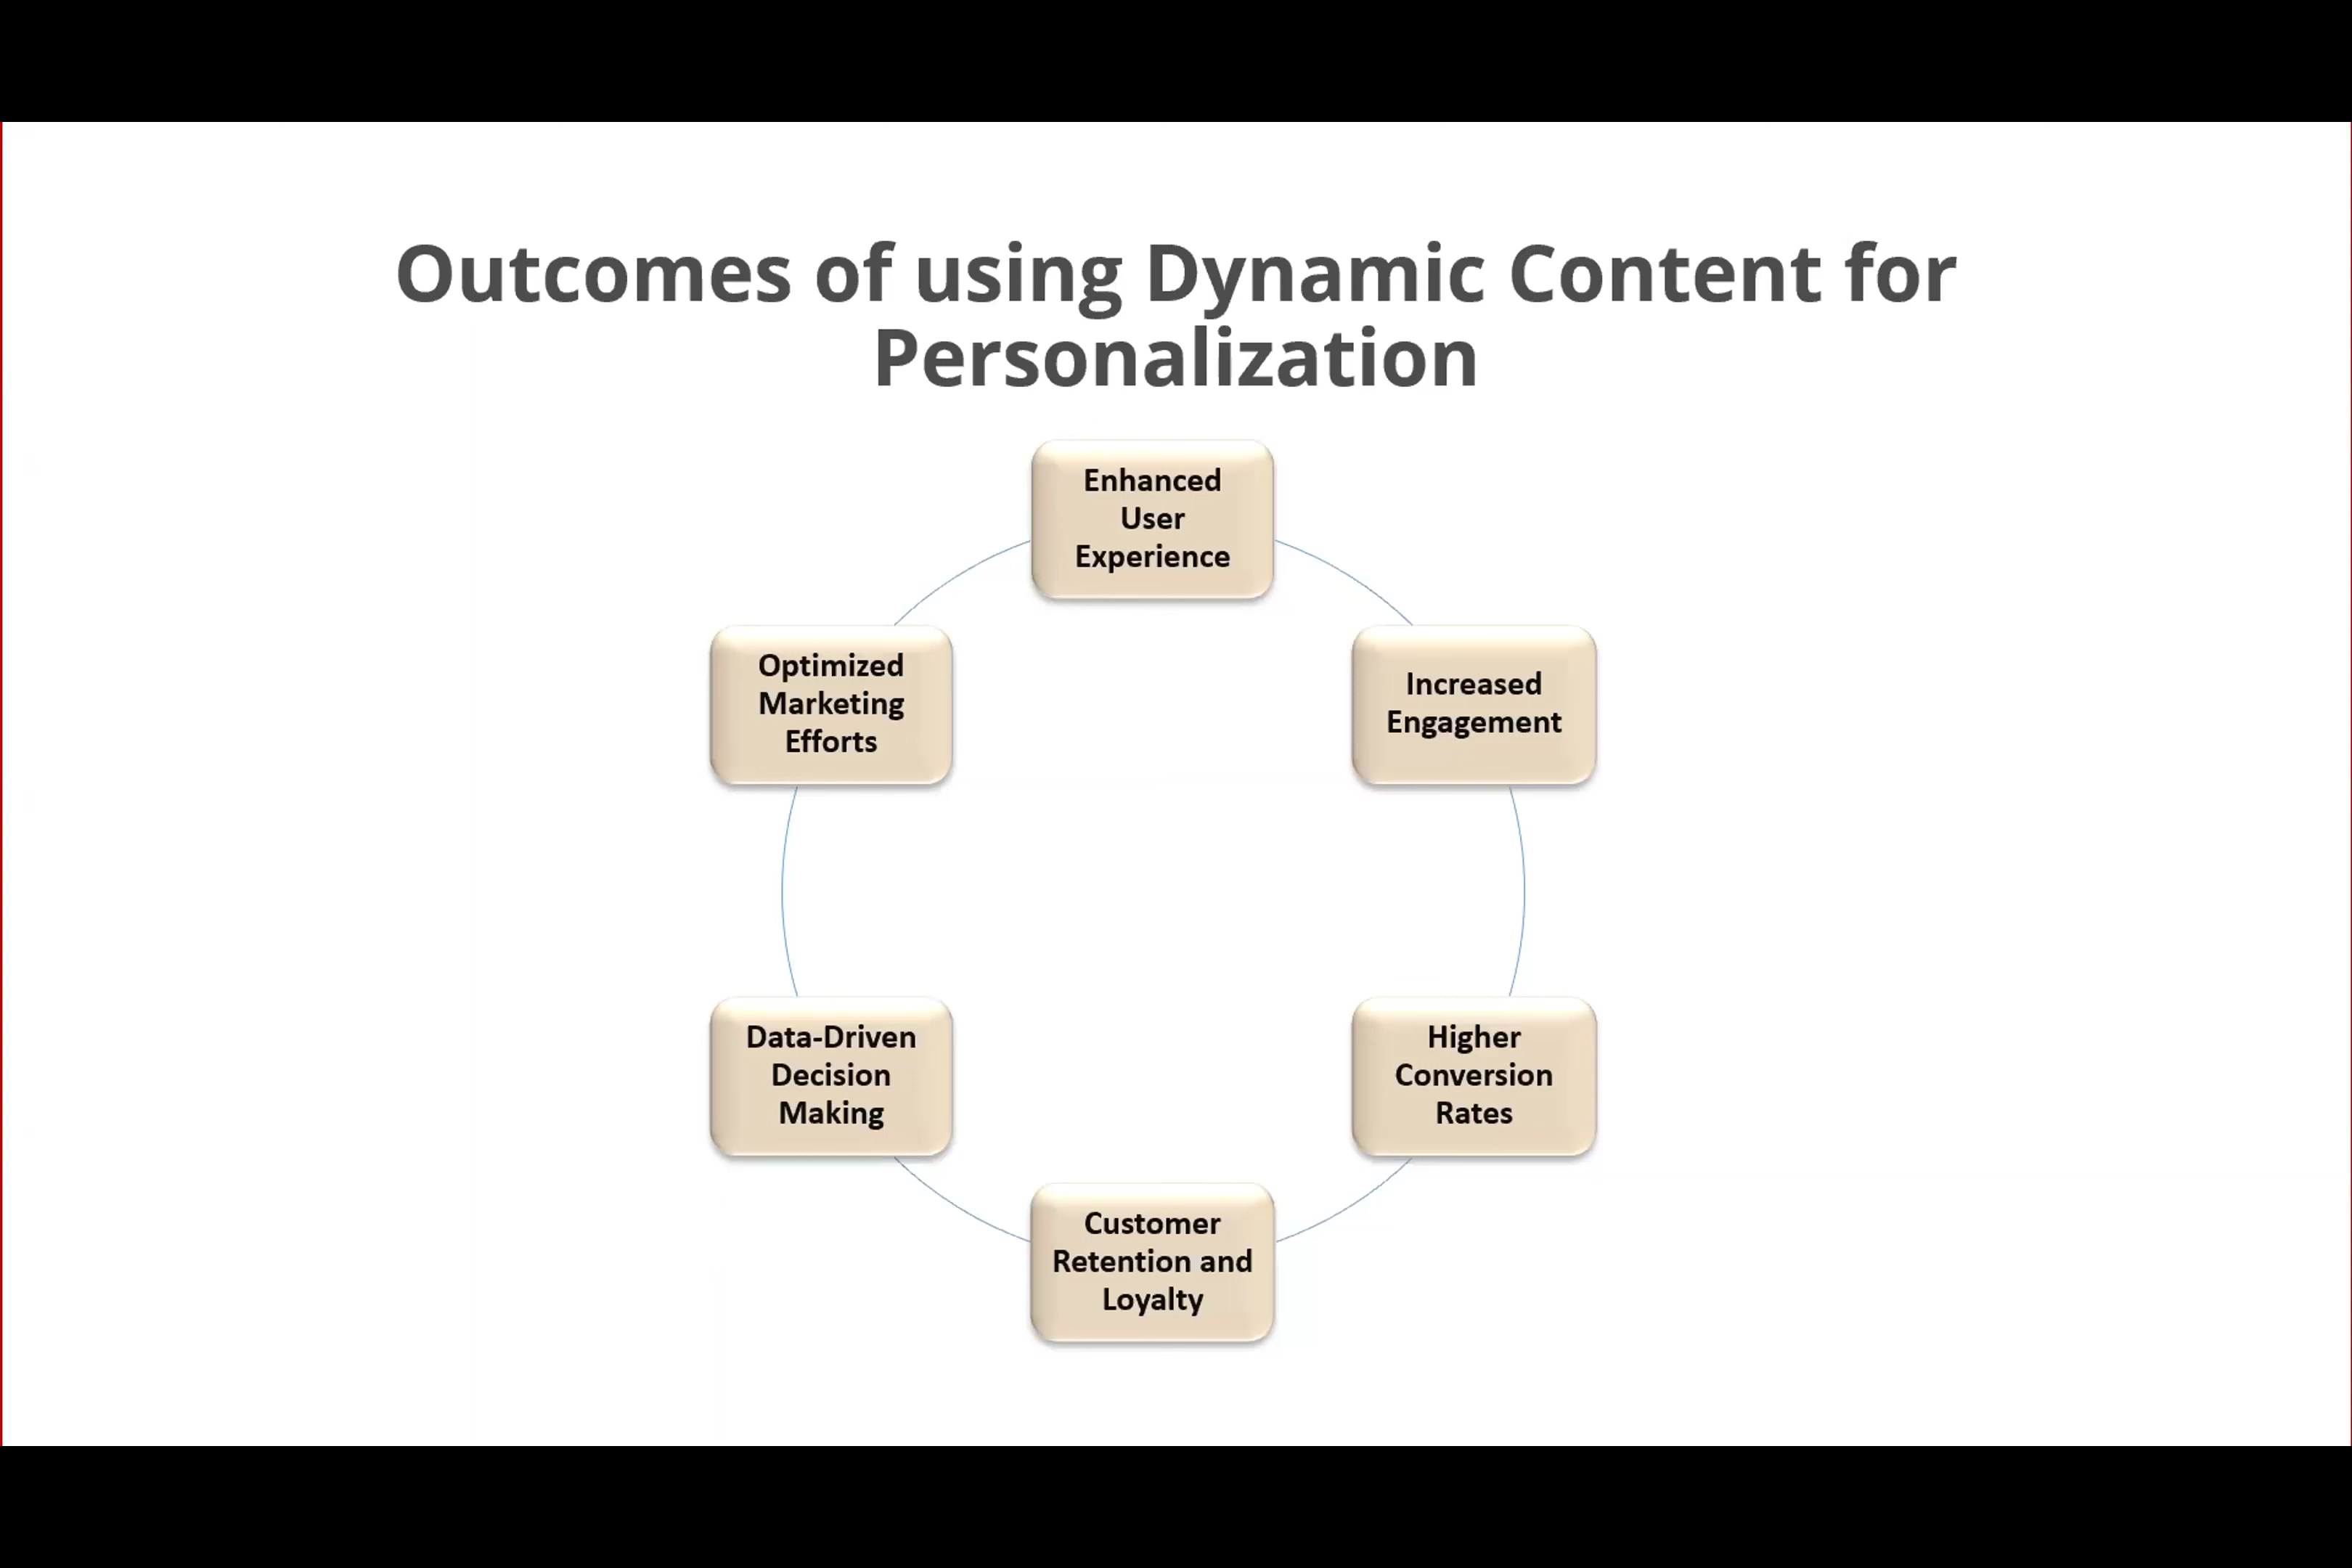 Outcomes of using Dynamic Content for
Personalization
Enhanced
User
Experience
Increased
Engagement
Higher
Conversion
Rates
Customer
Retention and
Loyalty
Data-Driven
Decision
Making
Optimized
Marketing
Efforts